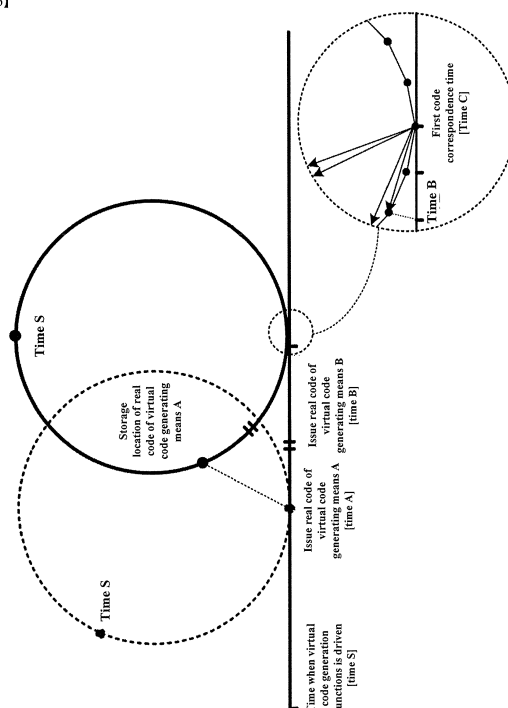 First code
correspondence time
[Time C]
Time B
Time S
Storage
location of real
code of virtual
code generating
means A
Issue real code of
virtual code
generating means B
[time B]
Issue real code of
virtual code
generating means A
[time A]
Time S
Time when virtual
code generation
unctions is driven
[time S]